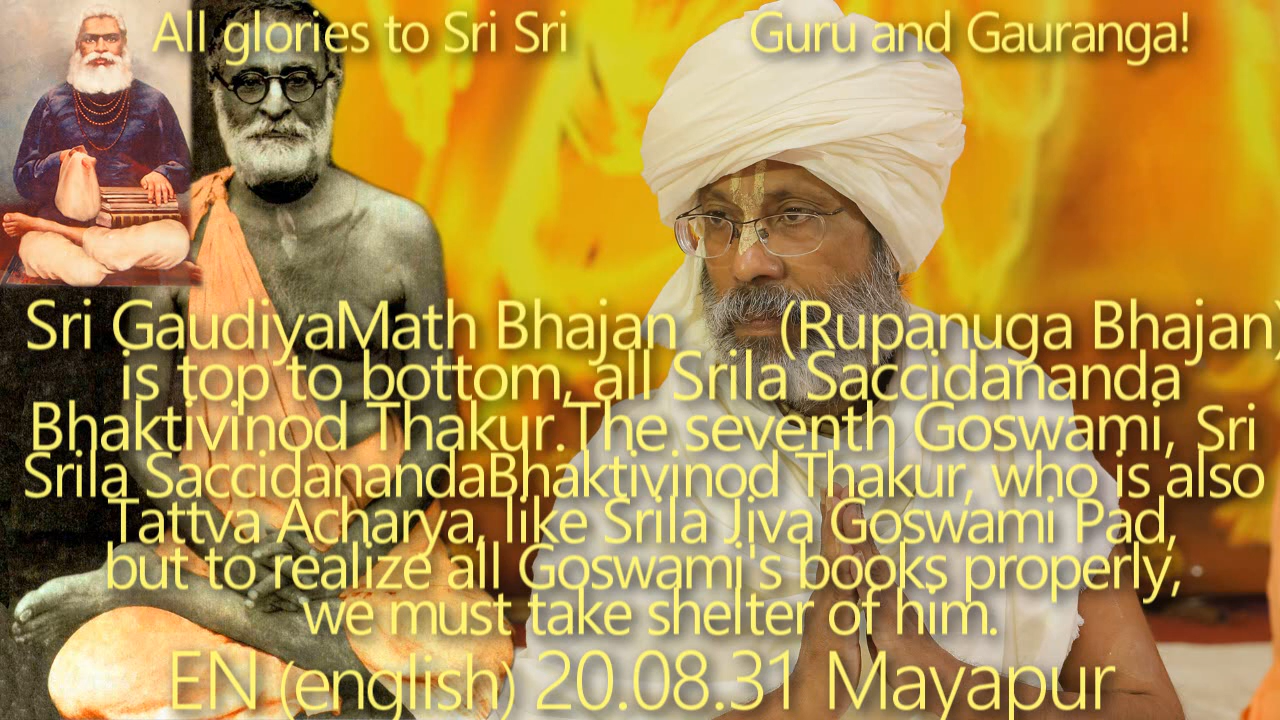 All glories to Sri Sri Guru and Gauranga!
Sri GaudiyaMath Bhajan (Rupanuga Bhajan)
is top to bottom, all Srila Saccidananda
Bhaktivinod Thakur.The seventh Goswami, Sri
Srila SaccidanandaBhaktivinod Thakur, who is also
Tattva Acharya, like Srila Jiva Goswami Pad,
but to realize all Goswami's books properly,
we must take shelter of him.
EN (english) 20.08.31 Mayapur